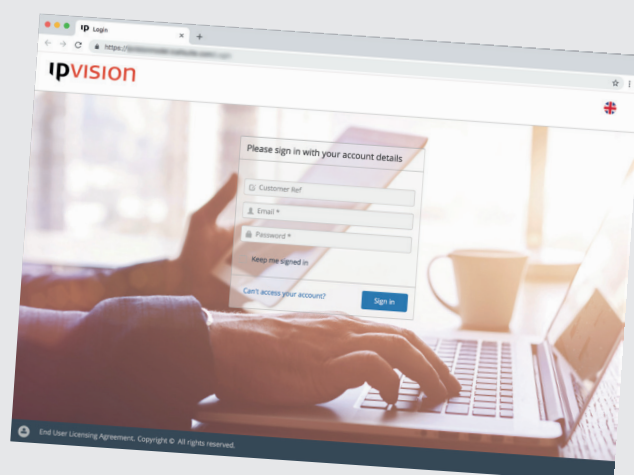 IP Login
https://
IPVISION
Please sign in with your account details
Customer Ref
Email *
Password *
Keep me signed in
Can't access your account?
Sign in
End User Licensing Agreement. Copyright © All rights reserved.